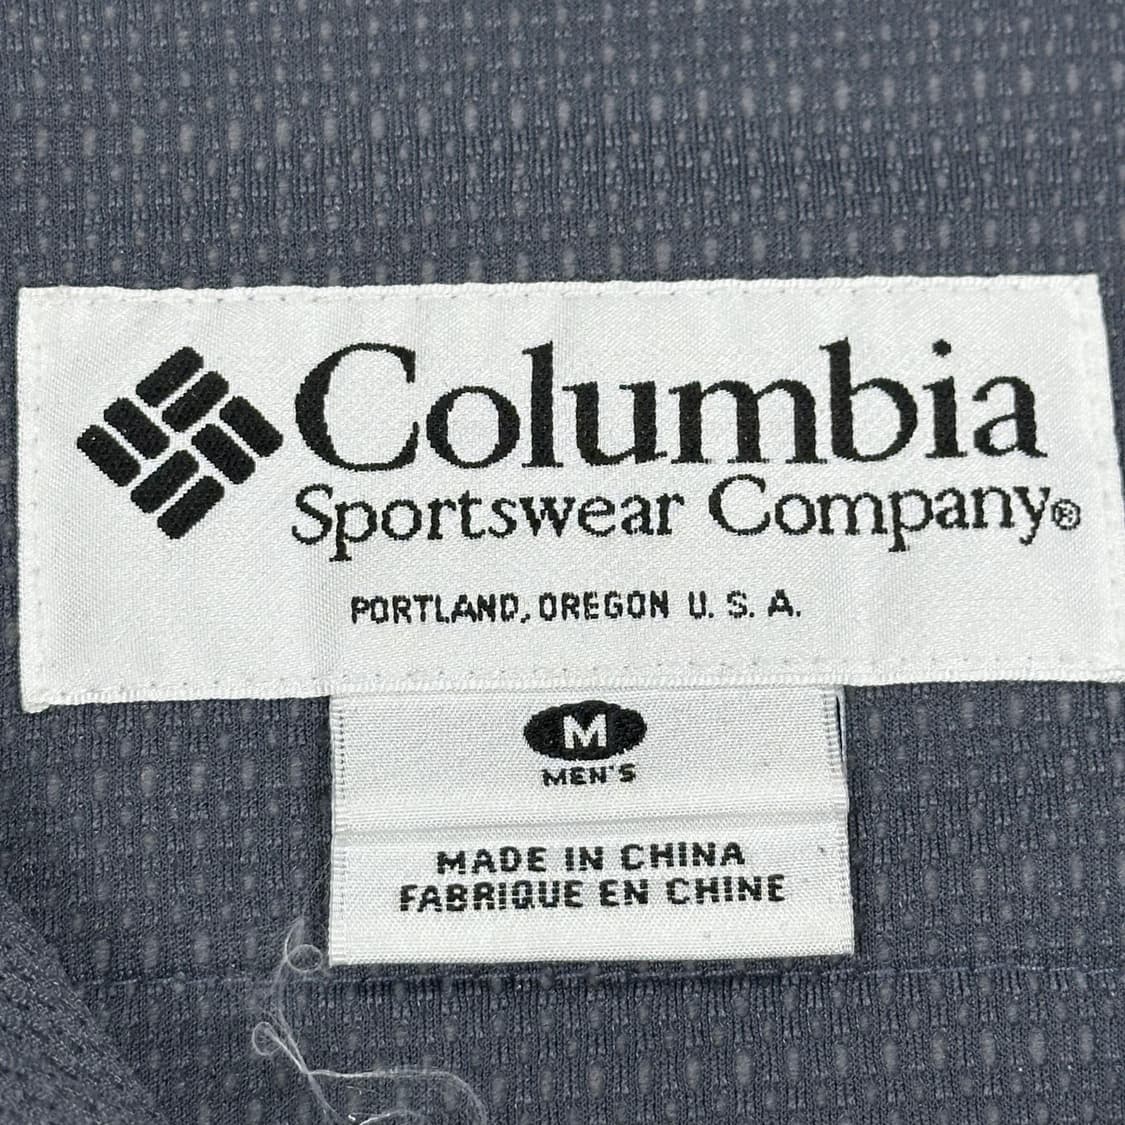 Columbia
Sportswear Company®
PORTLAND, OREGON U. S. A.
M
MEN'S
MADE IN CHINA
FABRIQUE EN CHINE